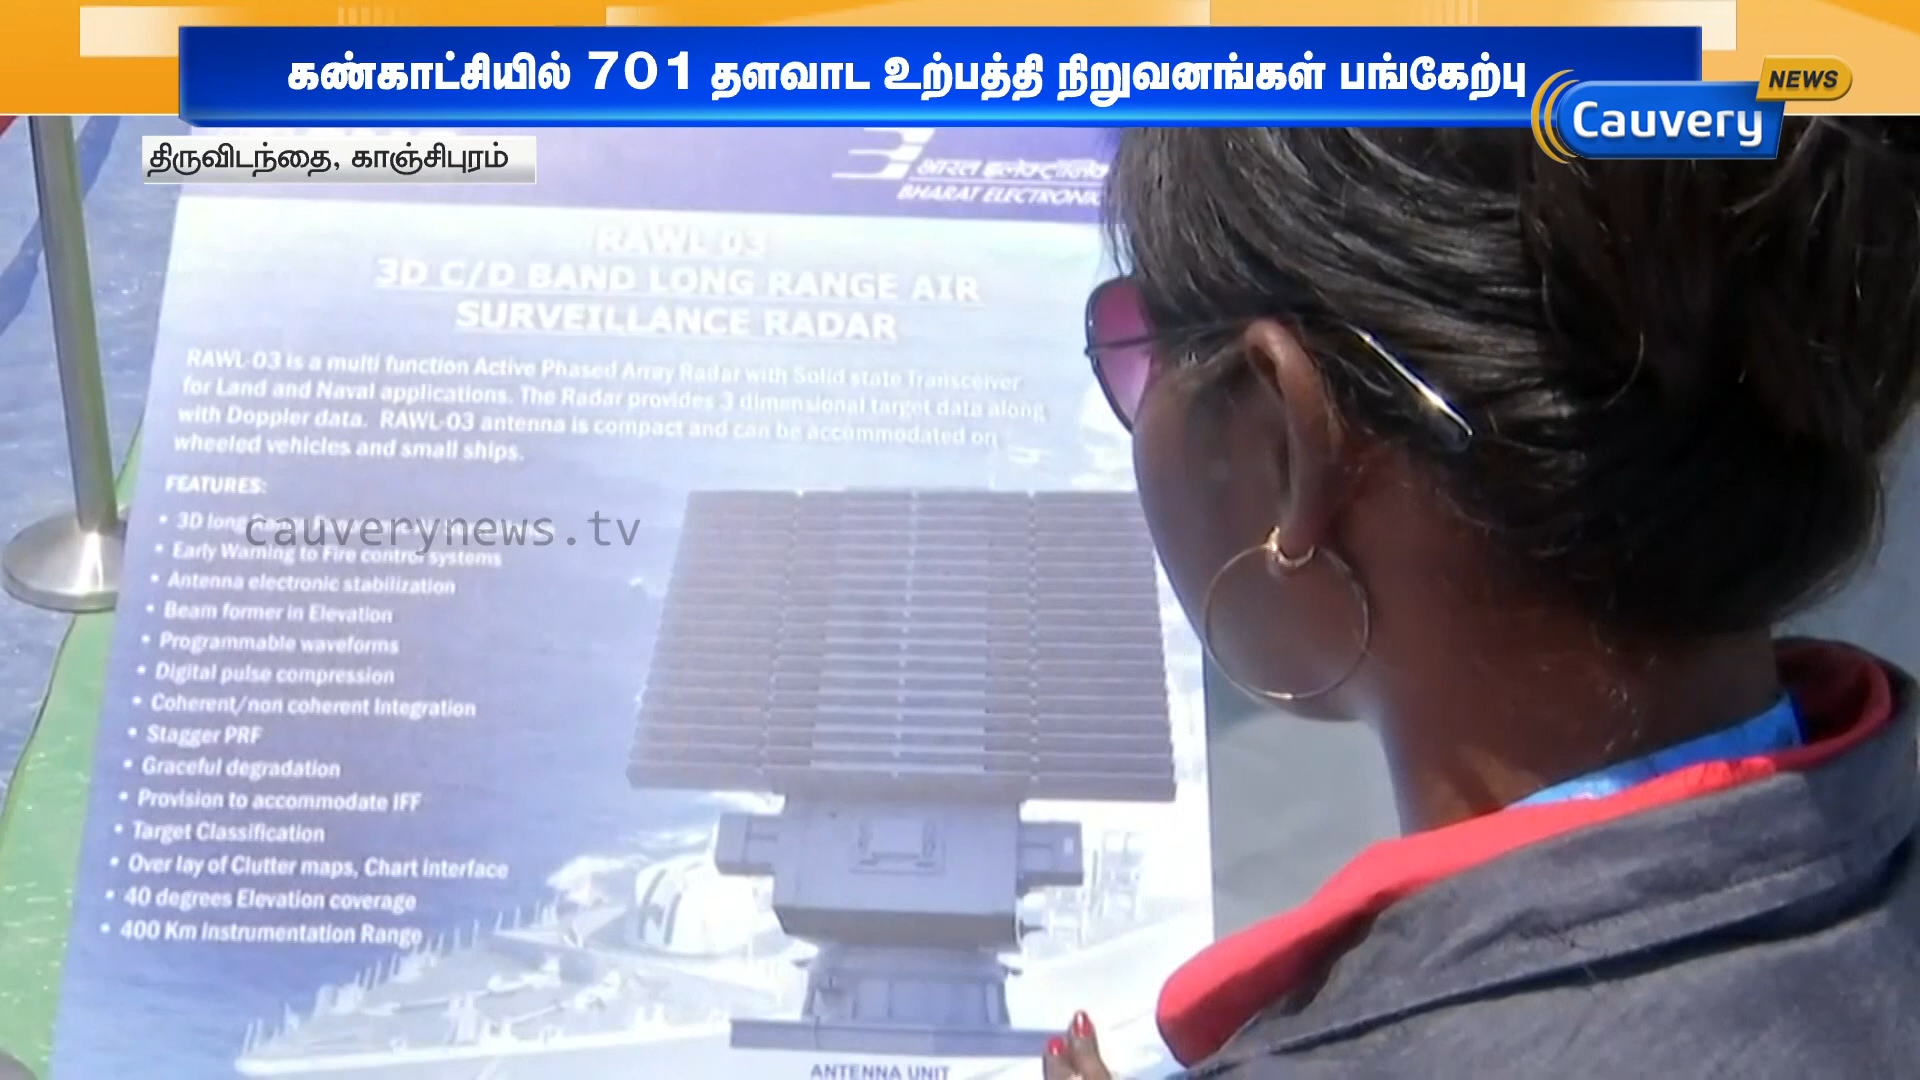 கண்காட்சியில் 701 தளவாட உற்பத்தி நிறுவனங்கள் பங்கேற்பு
NEWS
Cauvery
திருவிடந்தை, காஞ்சிபுரம்
भारत इलेक्ट्रॉनिक
BHARAT ELECTRONIC
RAWL-03
3D C/D BAND LONG RANGE AIR
SURVEILLANCE RADAR
RAWL-03 is a multi function Active Phased Array Radar with Solid state Transceiver
for Land and Naval applications. The Radar provides 3 dimensional target data along
with Doppler data. RAWL-03 antenna is compact and can be accommodated on
wheeled vehicles and small ships.
FEATURES:
• 3D long
cauverynews.tv
• Early Warning to Fire control systems
• Antenna electronic stabilization
• Beam former in Elevation
• Programmable waveforms
• Digital pulse compression
• Coherent/non coherent Integration
• Stagger PRF
• Graceful degradation
• Provision to accommodate IFF
• Target Classification
• Over lay of Clutter maps, Chart interface
• 40 degrees Elevation coverage
• 400 Km Instrumentation Range
ANTENNA UNIT